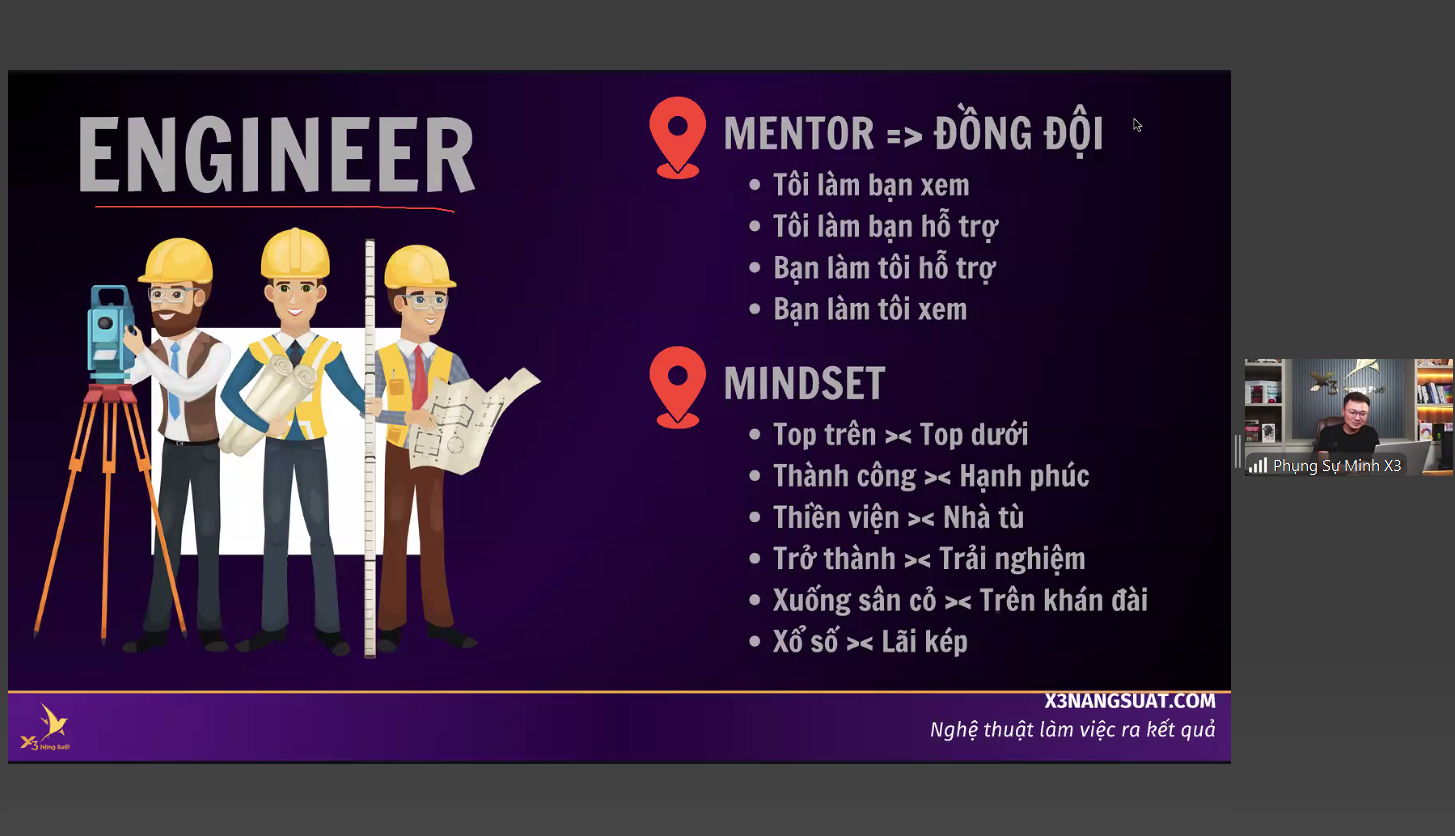 ENGINEER
MENTOR => ĐỒNG ĐỘI
• Tôi làm bạn xem
• Tôi làm bạn hỗ trợ
• Bạn làm tôi hỗ trợ
• Bạn làm tôi xem
MINDSET
• Top trên >< Top dưới
• Thành công >< Hạnh phúc
• Thiền viện >< Nhà tù
• Trở thành >< Trải nghiệm
• Xuống sân cỏ >< Trên khán đài
• Xổ số >< Lãi kép
Phụng Sự Minh X3
X3NANGSUAT.COM
Nghệ thuật làm việc ra kết quả
X3 Năng Suất